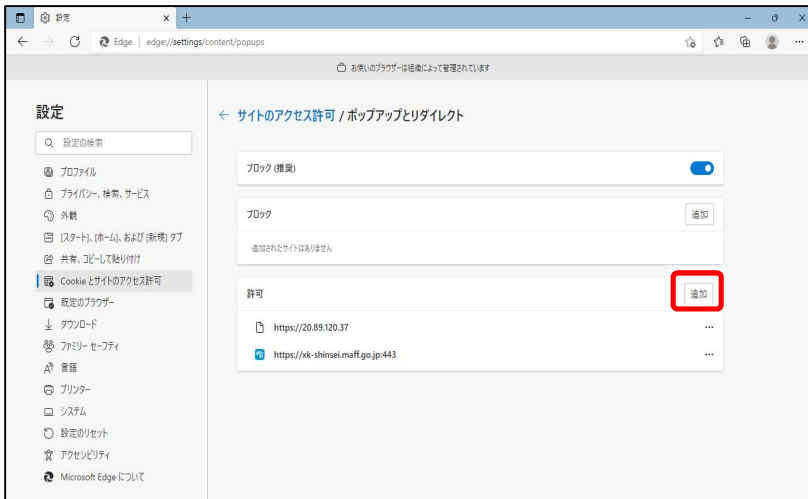 設定
Edge
edge://settings/content/popups
お使いのブラウザーは組織によって管理されています
設定
設定の検索
プロファイル
プライバシー、検索、サービス
外観
[スタート]、[ホーム]、および [新規] タブ
共有、コピーして貼り付け
Cookie とサイトのアクセス許可
既定のブラウザー
ダウンロード
ファミリー セーフティ
言語
プリンター
システム
設定のリセット
アクセシビリティ
Microsoft Edge について
サイトのアクセス許可 / ポップアップとリダイレクト
ブロック (推奨)
ブロック
追加
追加されたサイトはありません
許可
追加
https://20.89.120.37
https://xk-shinsei.maff.go.jp:443